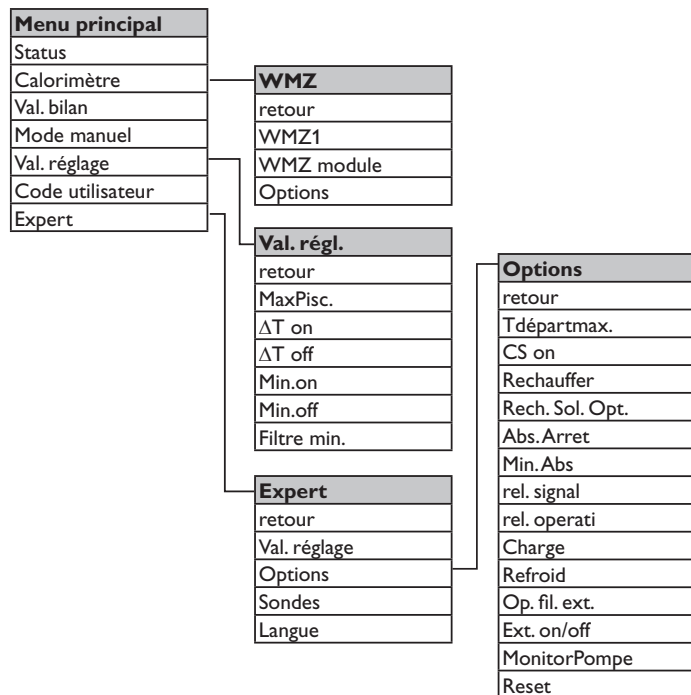 Menu principal
Status
Calorimètre
Val. bilan
Mode manuel
Val. réglage
Code utilisateur
Expert
WMZ
retour
WMZ1
WMZ module
Options
Val. régl.
retour
MaxPisc.
∆T on
∆T off
Min.on
Min.off
Filtre min.
Expert
retour
Val. réglage
Options
Sondes
Langue
Options
retour
Tdépartmax.
CS on
Rechauffer
Rech. Sol. Opt.
Abs. Arret
Min. Abs
rel. signal
rel. operati
Charge
Refroid
Op. fil. ext.
Ext. on/off
MonitorPompe
Reset